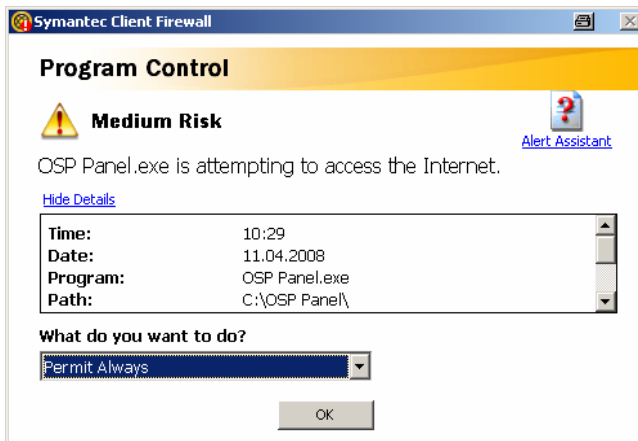 Symantec Client Firewall
Program Control
Medium Risk
Alert Assistant
OSP Panel.exe is attempting to access the Internet.
Hide Details
Time: 10:29
Date: 11.04.2008
Program: OSP Panel.exe
Path: C:\OSP Panel\
What do you want to do?
Permit Always
OK